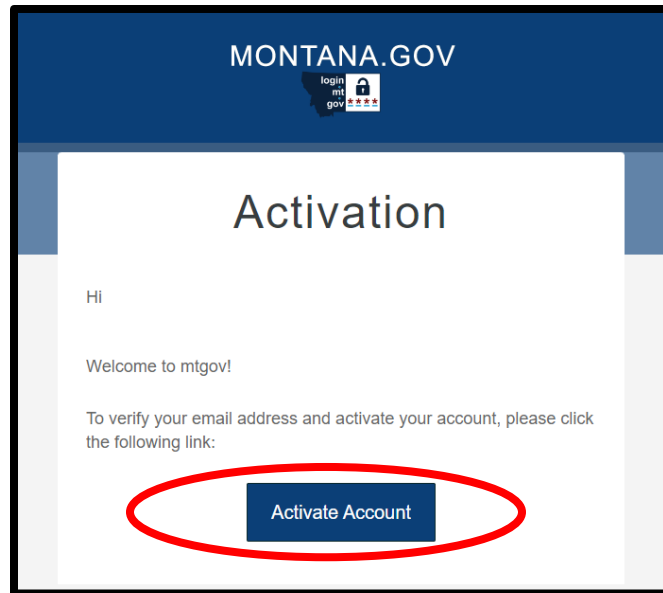 MONTANA.GOV
login
mt
gov ****
Activation
Hi
Welcome to mtgov!
To verify your email address and activate your account, please click
the following link:
Activate Account